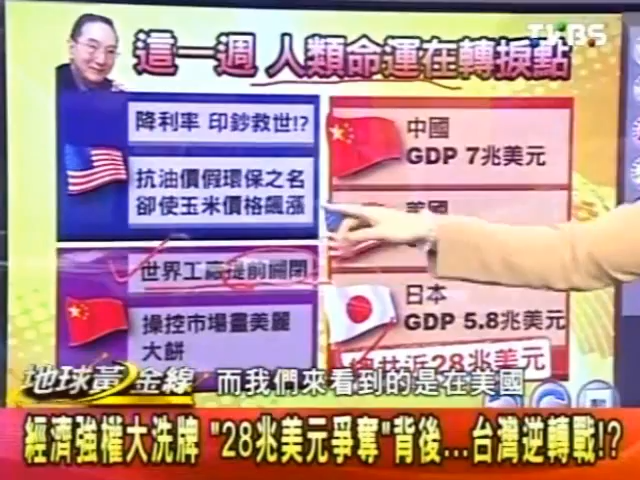 TVBS
這一週 人類命運在轉捩點
降利率 印鈔救世!?
抗油價假環保之名
卻使玉米價格飆漲
中國
GDP 7兆美元
美國
世界工廠提前關閉
操控市場畫美麗
大餅
日本
GDP 5.8兆美元
總共近28兆美元
地球黃金線
而我們來看到的是在美國
經濟強權大洗牌 "28兆美元爭奪"背後...台灣逆轉戰!?